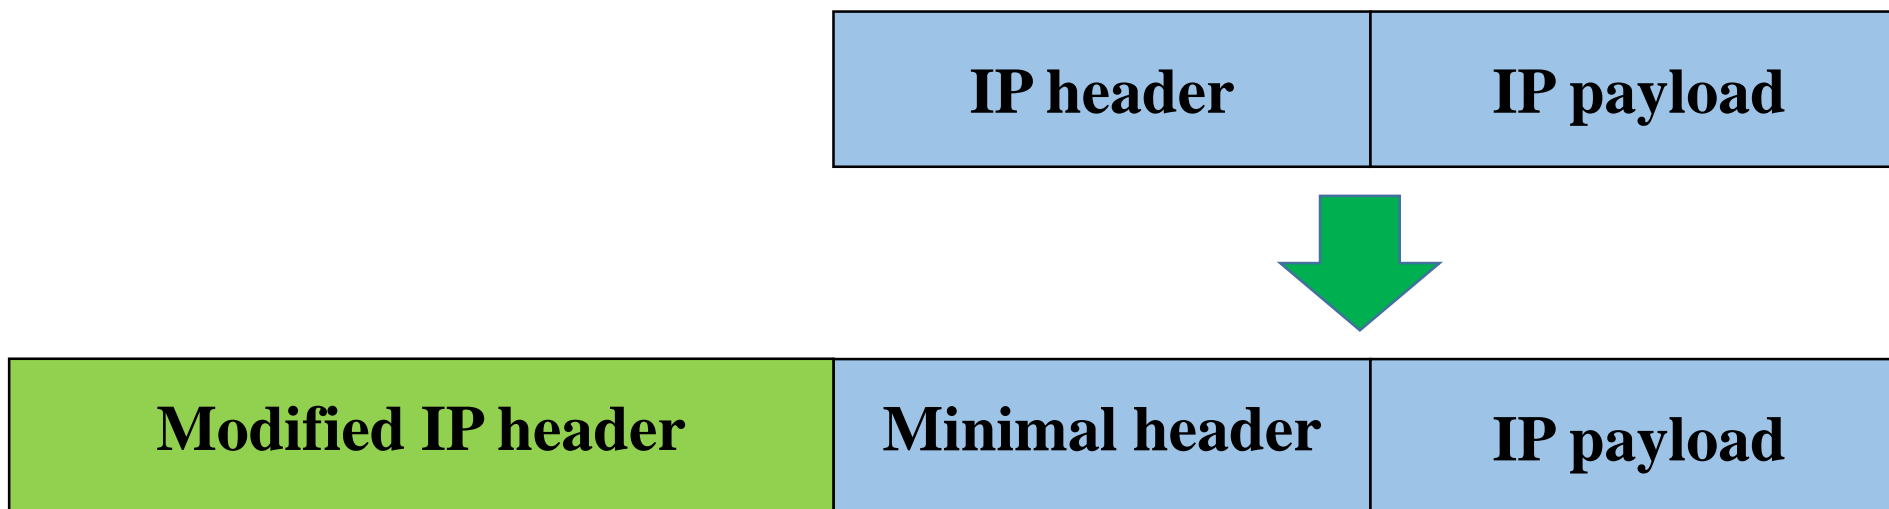 IP header
IP payload
Modified IP header
Minimal header
IP payload